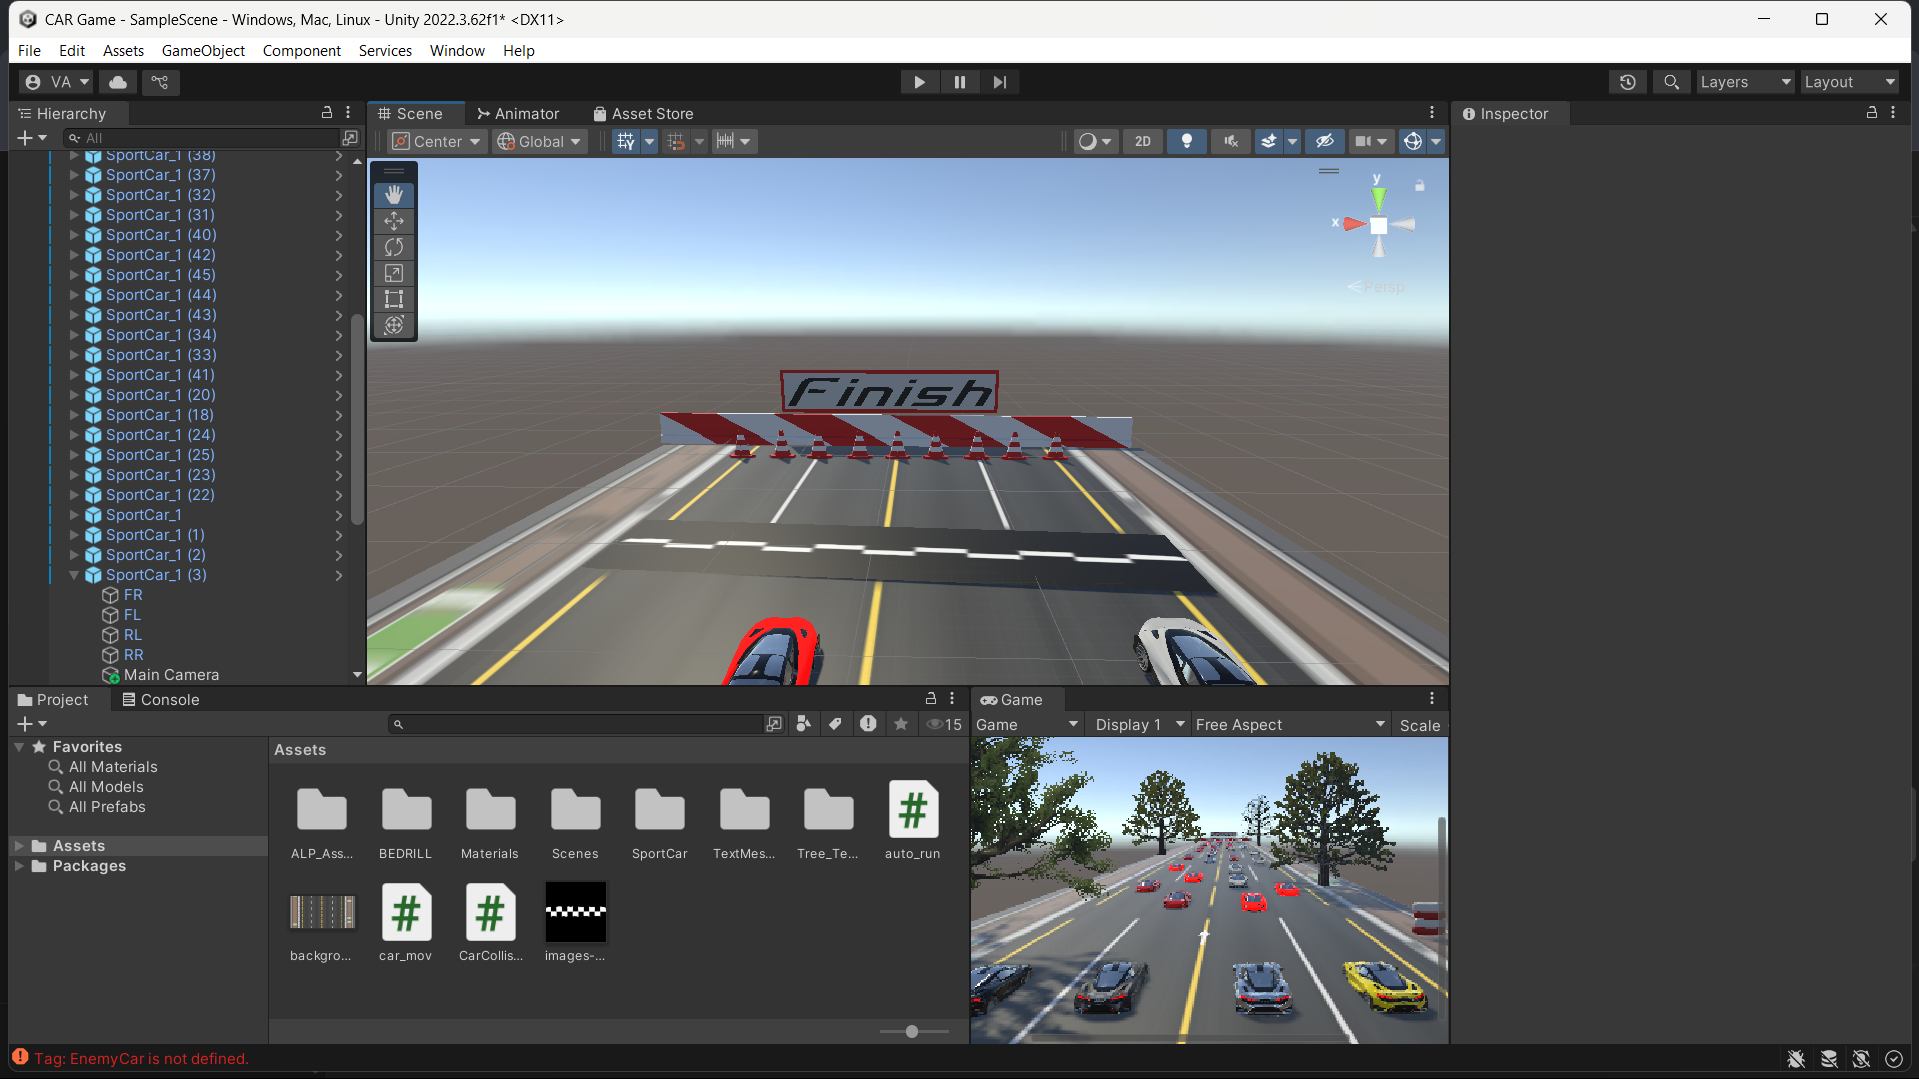 CAR Game - SampleScene - Windows, Mac, Linux - Unity 2022.3.62f1* <DX11>
File Edit Assets GameObject Component Services Window Help
VA Layers Layout
Hierarchy Scene Animator Asset Store Inspector
All Center Global 2D
SportCar_1 (38)
SportCar_1 (37)
SportCar_1 (32)
SportCar_1 (31)
SportCar_1 (40)
SportCar_1 (42)
SportCar_1 (45)
SportCar_1 (44)
SportCar_1 (43)
SportCar_1 (34)
SportCar_1 (33)
SportCar_1 (41)
SportCar_1 (20)
SportCar_1 (18)
SportCar_1 (24)
SportCar_1 (25)
SportCar_1 (23)
SportCar_1 (22)
SportCar_1
SportCar_1 (1)
SportCar_1 (2)
SportCar_1 (3)
FR
FL
RL
RR
Main Camera
y
x
Persp
Finish
Project Console
15
Favorites
All Materials
All Models
All Prefabs
Assets
Packages
Assets
ALP_Ass... BEDRILL Materials Scenes SportCar TextMes... Tree_Te... auto_run
backgro... car_mov CarCollis... images-...
Game
Game Display 1 Free Aspect Scale
Tag: EnemyCar is not defined.